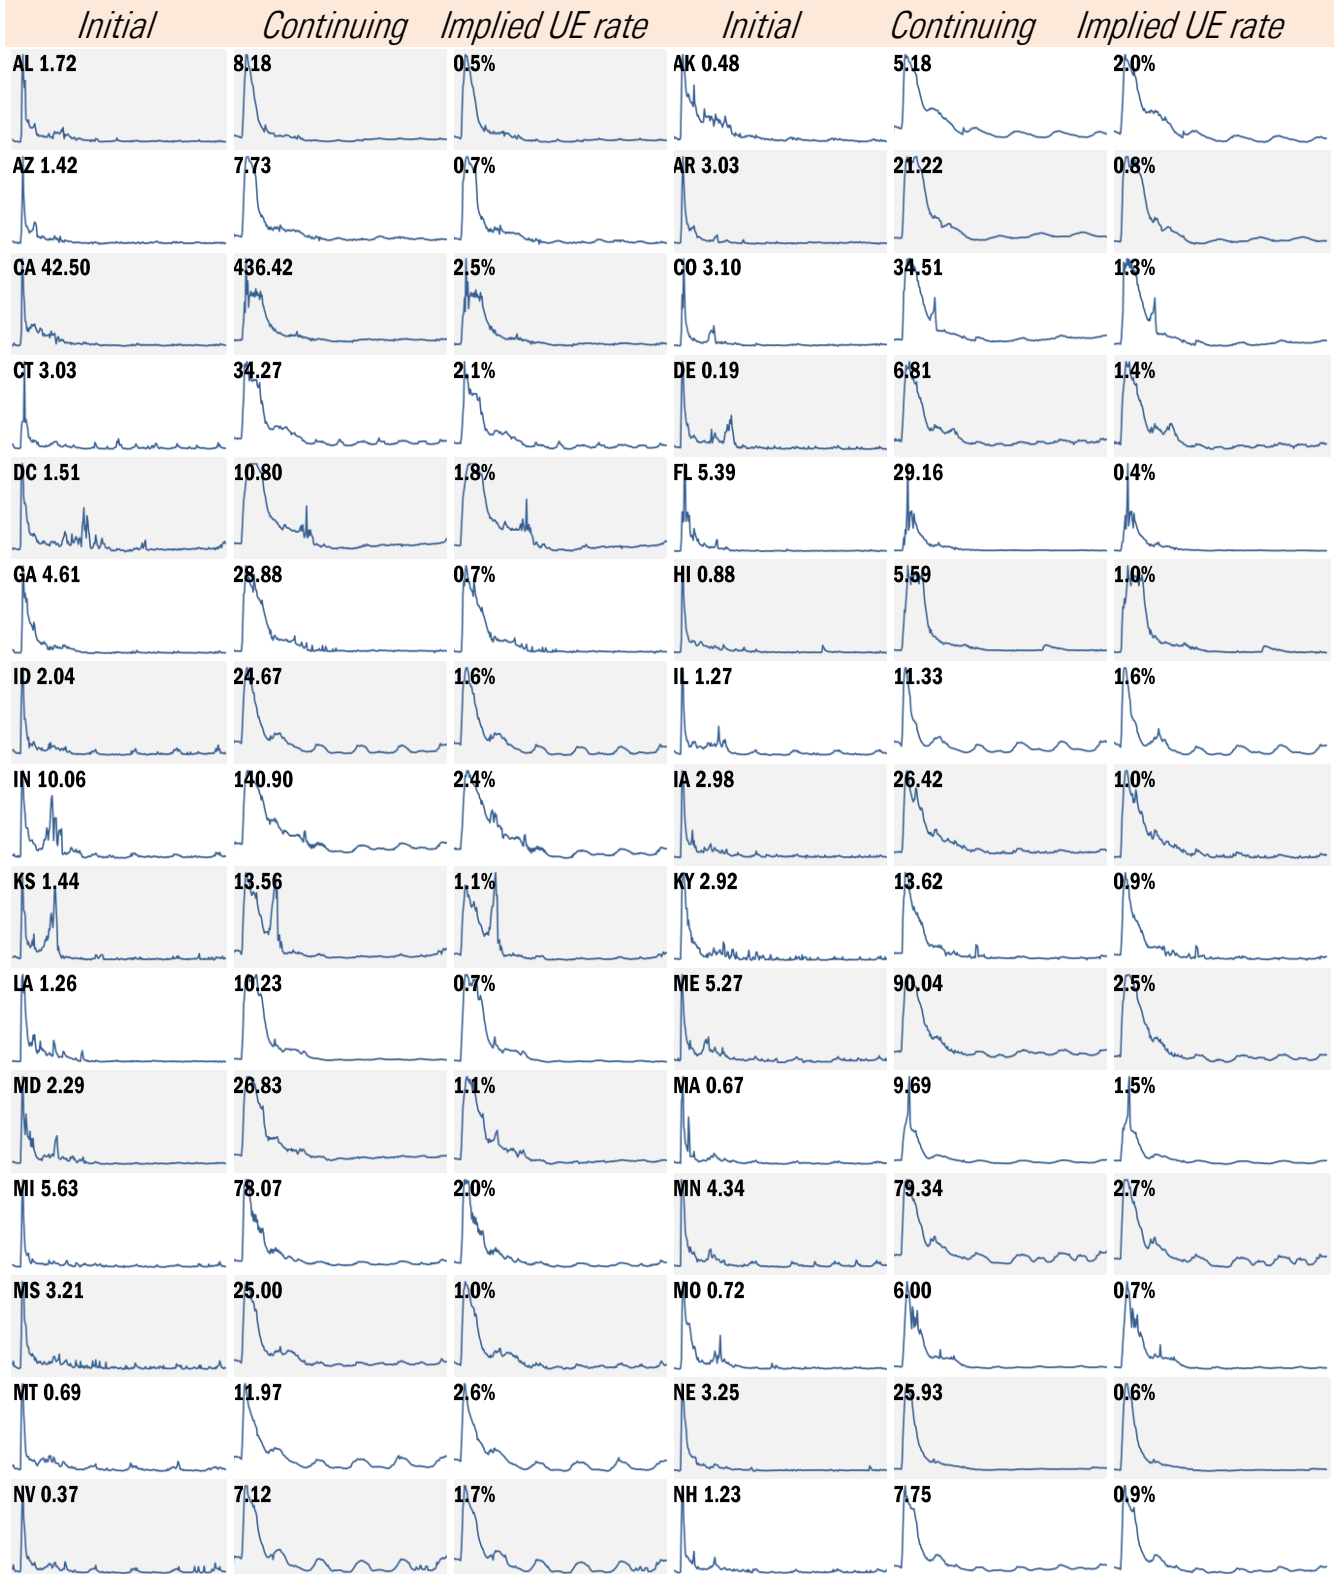 Initial Continuing Implied UE rate Initial Continuing Implied UE rate
AL 1.72 8.18 0.5% AK 0.48 5.18 2.0%
AZ 1.42 7.73 0.7% AR 3.03 21.22 0.8%
CA 42.50 436.42 2.5% CO 3.10 34.51 1.3%
CT 3.03 34.27 2.1% DE 0.19 6.81 1.4%
DC 1.51 10.80 1.8% FL 5.39 29.16 0.4%
GA 4.61 28.88 0.7% HI 0.88 5.59 1.0%
ID 2.04 24.67 1.6% IL 1.27 11.33 1.6%
IN 10.06 140.90 2.4% IA 2.98 26.42 1.0%
KS 1.44 13.56 1.1% KY 2.92 13.62 0.9%
LA 1.26 10.23 0.7% ME 5.27 90.04 2.5%
MD 2.29 26.83 1.1% MA 0.67 9.69 1.5%
MI 5.63 78.07 2.0% MN 4.34 79.34 2.7%
MS 3.21 25.00 1.0% MO 0.72 6.00 0.7%
MT 0.69 11.97 2.6% NE 3.25 25.93 0.6%
NV 0.37 7.12 1.7% NH 1.23 7.75 0.9%